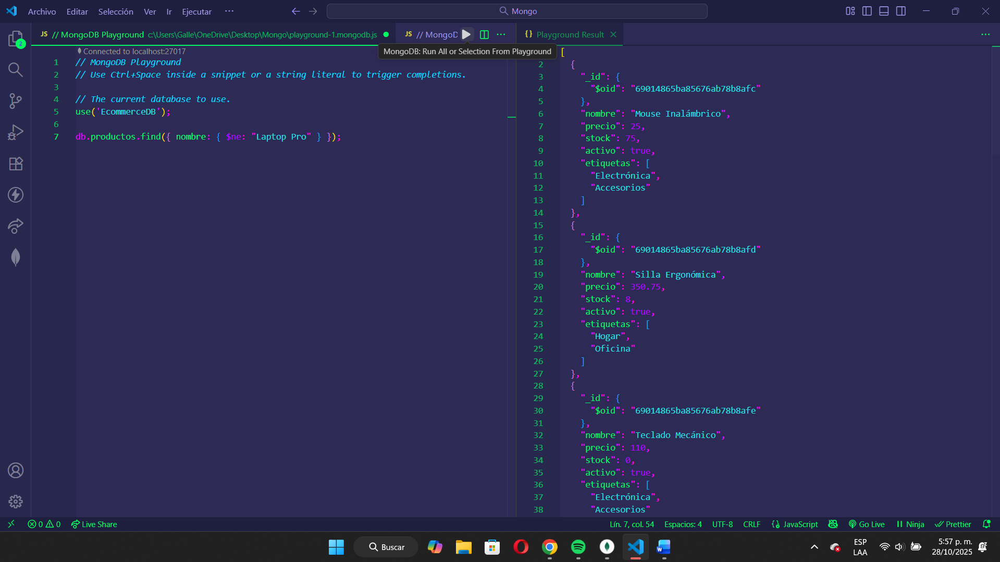 Archivo Editar Selección Ver Ir Ejecutar ··· Mongo
JS // MongoDB Playground c:\Users\Galle\OneDrive\Desktop\Mongo\playground-1.mongodb.js JS // MongoD
{} Playground Result
MongoDB: Run All or Selection From Playground
2
Connected to localhost:27017
1 // MongoDB Playground
2 // Use Ctrl+Space inside a snippet or a string literal to trigger completions.
3
4 // The current database to use.
5 use('EcommerceDB');
6
7 db.productos.find({ nombre: { $ne: "Laptop Pro" } });
[
2 {
3 "_id": {
4 "$oid": "69014865ba85676ab78b8afc"
5 },
6 "nombre": "Mouse Inalámbrico",
7 "precio": 25,
8 "stock": 75,
9 "activo": true,
10 "etiquetas": [
11 "Electrónica",
12 "Accesorios"
13 ]
14 },
15 {
16 "_id": {
17 "$oid": "69014865ba85676ab78b8afd"
18 },
19 "nombre": "Silla Ergonómica",
20 "precio": 350.75,
21 "stock": 8,
22 "activo": true,
23 "etiquetas": [
24 "Hogar",
25 "Oficina"
26 ]
27 },
28 {
29 "_id": {
30 "$oid": "69014865ba85676ab78b8afe"
31 },
32 "nombre": "Teclado Mecánico",
33 "precio": 110,
34 "stock": 0,
35 "activo": true,
36 "etiquetas": [
37 "Electrónica",
38 "Accesorios"
0 0 Live Share Lín. 7, col. 54 Espacios: 4 UTF-8 CRLF {} JavaScript Go Live Ninja Prettier
Buscar
ESP
LAA
5:57 p. m.
28/10/2025